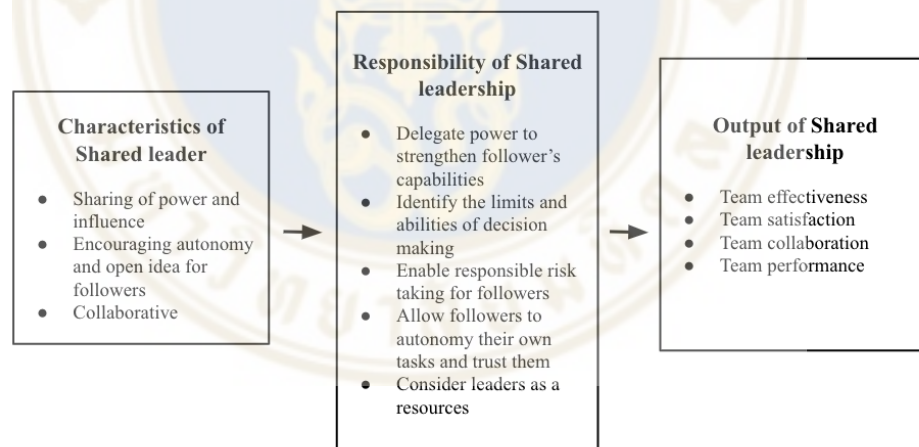 Characteristics of
Shared leader
● Sharing of power and
influence
● Encouraging autonomy
and open idea for
followers
● Collaborative
Responsibility of Shared
leadership
● Delegate power to
strengthen follower's
capabilities
● Identify the limits and
abilities of decision
making
● Enable responsible risk
taking for followers
● Allow followers to
autonomy their own
tasks and trust them
● Consider leaders as a
resources
Output of Shared
leadership
● Team effectiveness
● Team satisfaction
● Team collaboration
● Team performance